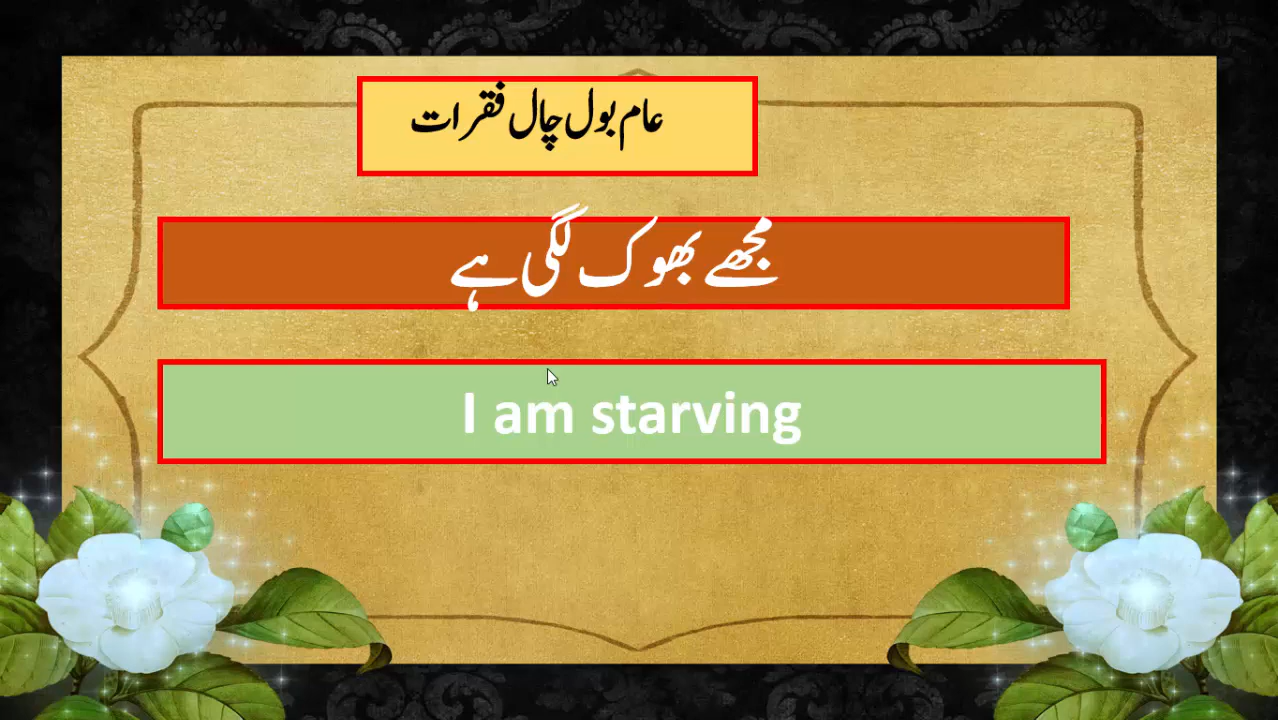 عام بول چال فقرات
مجھے بھوک لگی ہے
I am starving